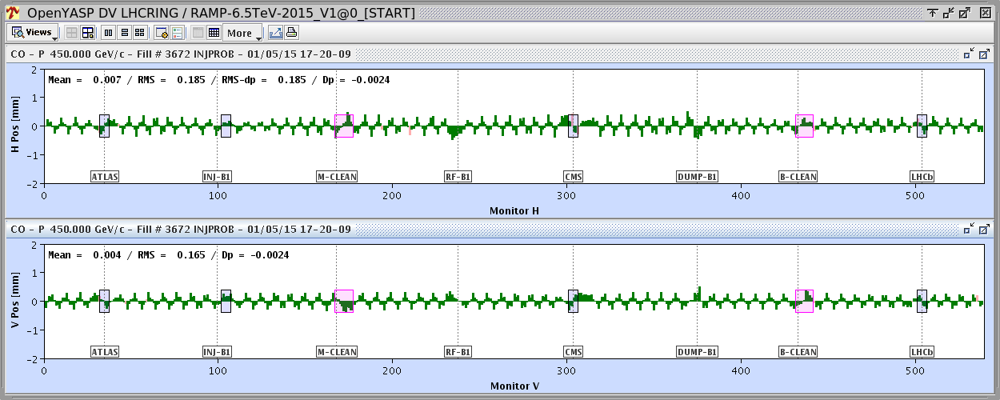 OpenYASP DV LHCRING / RAMP-6.5TeV-2015_V1@0_[START]
Views More
CO - P 450.000 GeV/c - Fill # 3672 INJPROB - 01/05/15 17-20-09
Mean = 0.007 / RMS = 0.185 / RMS-dp = 0.185 / Dp = -0.0024
H Pos [mm]
2
1
0
-1
-2
ATLAS INJ-B1 M-CLEAN RF-B1 CMS DUMP-B1 B-CLEAN LHCb
0 100 200 300 400 500
Monitor H
CO - P 450.000 GeV/c - Fill # 3672 INJPROB - 01/05/15 17-20-09
Mean = 0.004 / RMS = 0.165 / Dp = -0.0024
V Pos [mm]
2
1
0
-1
-2
ATLAS INJ-B1 M-CLEAN RF-B1 CMS DUMP-B1 B-CLEAN LHCb
0 100 200 300 400 500
Monitor V